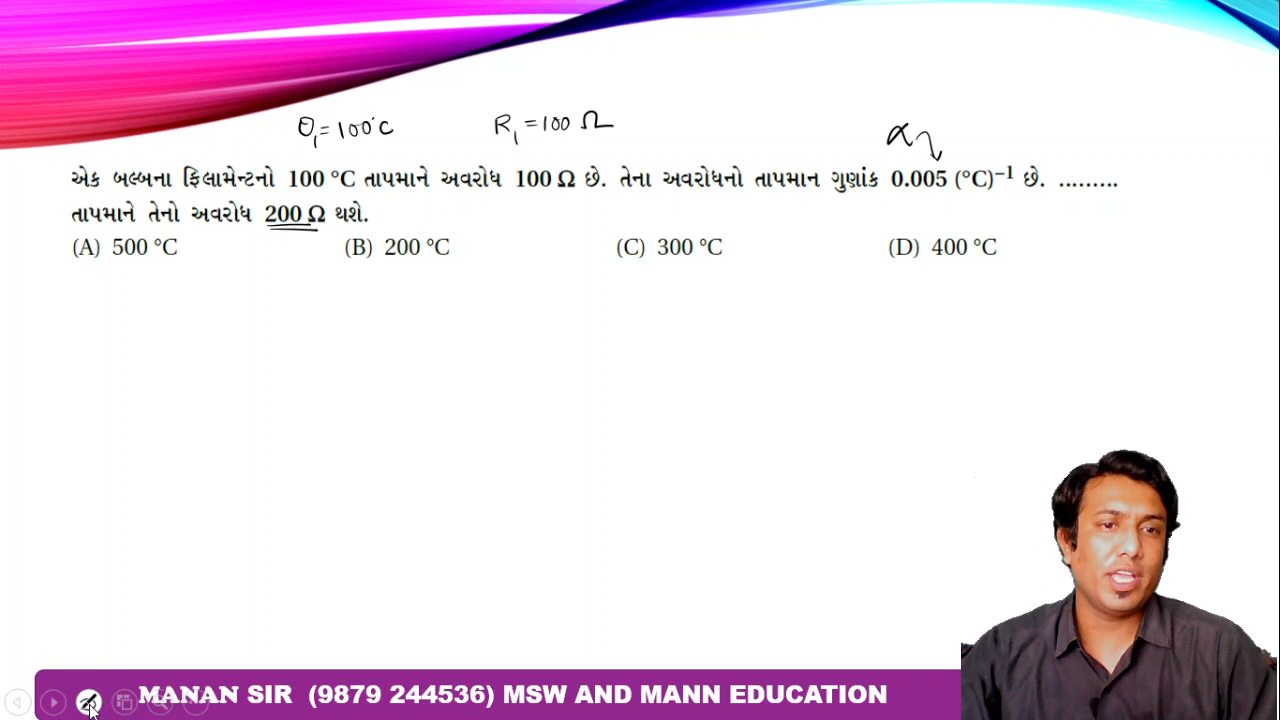 θ₁ = 100°C R₁ = 100 Ω α
એક બલ્બના ફિલામેન્ટનો 100 °C તાપમાને અવરોધ 100 Ω છે. તેના અવરોધનો તાપમાન ગુણાંક 0.005 (°C)⁻¹ છે. .........
તાપમાને તેનો અવરોધ 200 Ω થશે.
(A) 500 °C (B) 200 °C (C) 300 °C (D) 400 °C
MANAN SIR (9879 244536) MSW AND MANN EDUCATION